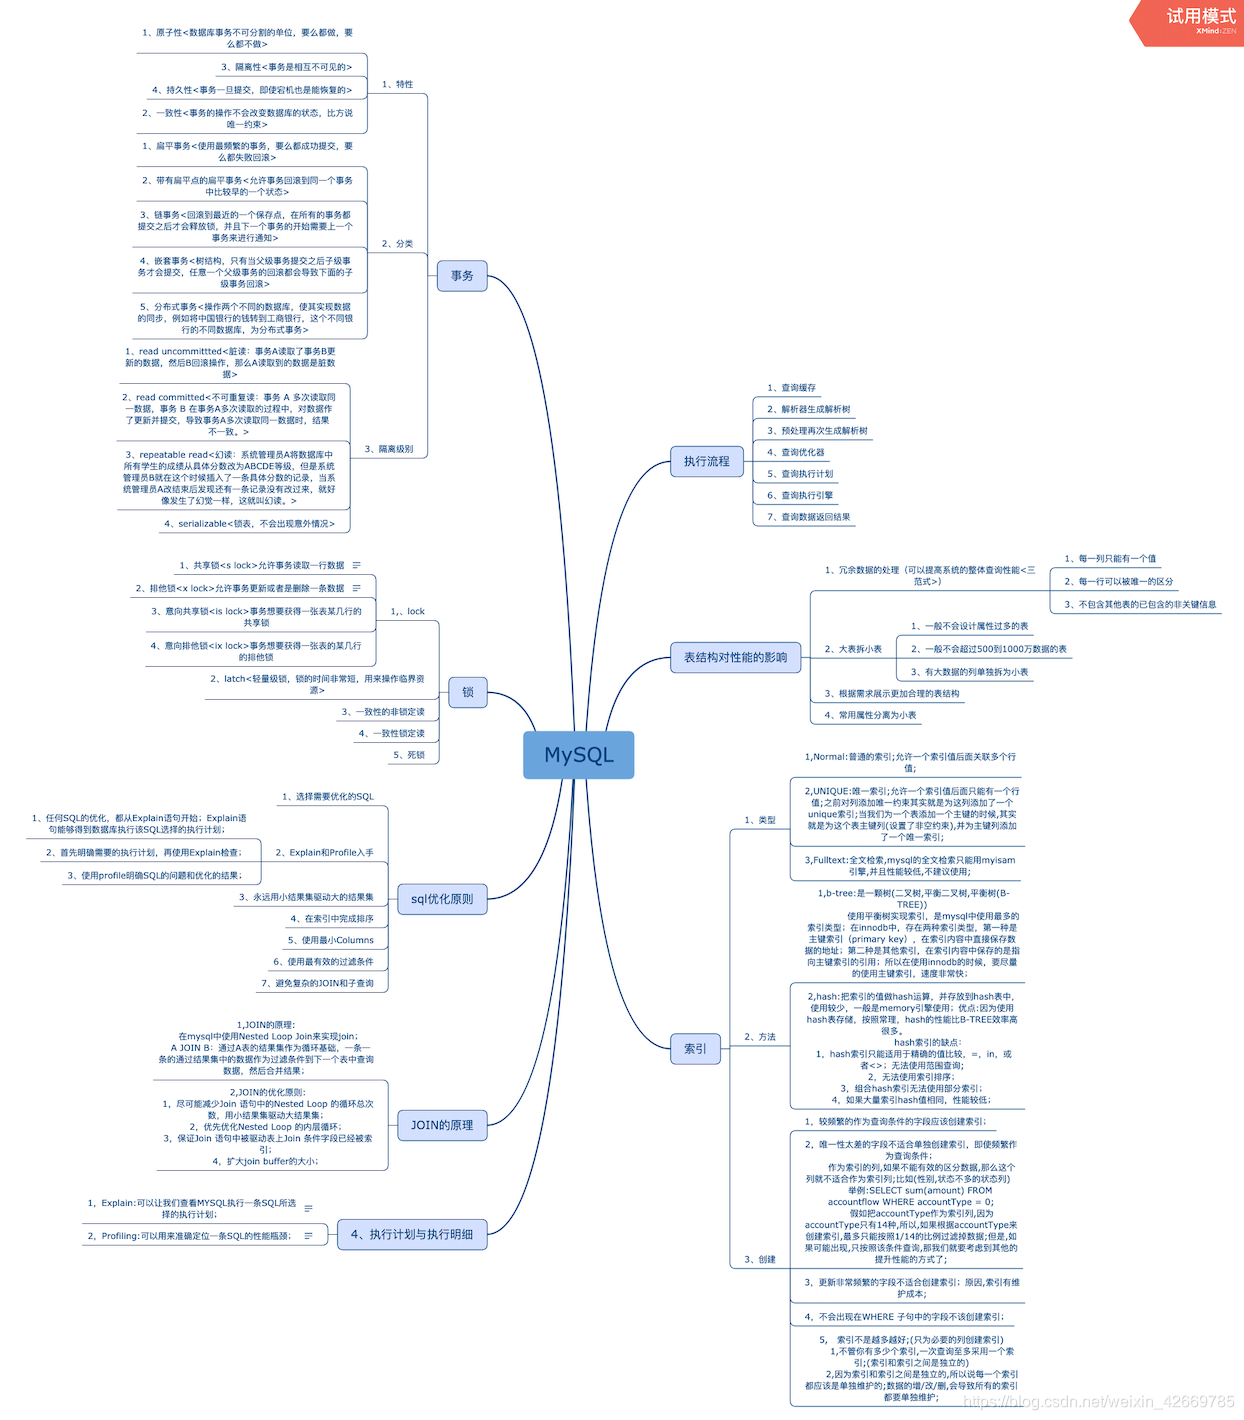 试用模式
XMind:ZEN
MySQL
事务
1、特性
1、原子性<数据库事务不可分割的单位，要么都做，要
么都不做>
3、隔离性<事务是相互不可见的>
4、持久性<事务一旦提交，即使宕机也是能恢复的>
2、一致性<事务的操作不会改变数据库的状态，比方说
唯一约束>
2、分类
1、扁平事务<使用最频繁的事务，要么都成功提交，要
么都失败回滚>
2、带有扁平点的扁平事务<允许事务回滚到同一个事务
中比较早的一个状态>
3、链事务<回滚到最近的一个保存点，在所有的事务都
提交之后才会释放锁，并且下一个事务的开始需要上一个
事务来进行通知>
4、嵌套事务<树结构，只有当父级事务提交之后子级事
务才会提交，任意一个父级事务的回滚都会导致下面的子
级事务回滚>
5、分布式事务<操作两个不同的数据库，使其实现数据
的同步，例如将中国银行的钱转到工商银行，这个不同银
行的不同数据库，为分布式事务>
3、隔离级别
1、read uncommittted<脏读：事务A读取了事务B更
新的数据，然后B回滚操作，那么A读取到的数据是脏数
据>
2、read committed<不可重复读：事务 A 多次读取同
一数据，事务 B 在事务A多次读取的过程中，对数据作
了更新并提交，导致事务A多次读取同一数据时，结果
不一致。>
3、repeatable read<幻读：系统管理员A将数据库中
所有学生的成绩从具体分数改为ABCDE等级，但是系统
管理员B就在这个时候插入了一条具体分数的记录，当系
统管理员A改结束后发现还有一条记录没有改过来，就好
像发生了幻觉一样，这就叫幻读。>
4、serializable<锁表，不会出现意外情况>
锁
1,、lock
1、共享锁<s lock>允许事务读取一行数据
2、排他锁<x lock>允许事务更新或者是删除一条数据
3、意向共享锁<is lock>事务想要获得一张表某几行的
共享锁
4、意向排他锁<ix lock>事务想要获得一张表的某几行
的排他锁
2、latch<轻量级锁，锁的时间非常短，用来操作临界资
源>
3、一致性的非锁定读
4、一致性锁定读
5、死锁
sql优化原则
1、选择需要优化的SQL
2、Explain和Profile入手
1、任何SQL的优化，都从Explain语句开始；Explain语
句能够得到数据库执行该SQL选择的执行计划；
2、首先明确需要的执行计划，再使用Explain检查；
3、使用profile明确SQL的问题和优化的结果；
3、永远用小结果集驱动大的结果集
4、在索引中完成排序
5、使用最小Columns
6、使用最有效的过滤条件
7、避免复杂的JOIN和子查询
JOIN的原理
1,JOIN的原理：
在mysql中使用Nested Loop Join来实现join；
A JOIN B：通过A表的结果集作为循环基础，一条一
条的通过结果集中的数据作为过滤条件到下一个表中查询
数据，然后合并结果；
2,JOIN的优化原则：
1，尽可能减少Join 语句中的Nested Loop 的循环总次
数，用小结果集驱动大结果集；
2，优先优化Nested Loop 的内层循环；
3，保证Join 语句中被驱动表上Join 条件字段已经被索
引；
4，扩大join buffer的大小；
4、执行计划与执行明细
1，Explain:可以让我们查看MYSQL执行一条SQL所选
择的执行计划；
2、Profiling:可以用来准确定位一条SQL的性能瓶颈；
执行流程
1、查询缓存
2、解析器生成解析树
3、预处理再次生成解析树
4、查询优化器
5、查询执行计划
6、查询执行引擎
7、查询数据返回结果
表结构对性能的影响
1、冗余数据的处理（可以提高系统的整体查询性能<三
范式>）
1、每一列只能有一个值
2、每一行可以被唯一的区分
3、不包含其他表的已包含的非关键信息
2、大表拆小表
1、一般不会设计属性过多的表
2、一般不会超过500到1000万数据的表
3、有大数据的列单独拆为小表
3、根据需求展示更加合理的表结构
4、常用属性分离为小表
索引
1、类型
1,Normal:普通的索引;允许一个索引值后面关联多个行
值;
2,UNIQUE:唯一索引;允许一个索引值后面只能有一个行
值;之前对列添加唯一约束其实就是为这列添加了一个
unique索引;当我们为一个表添加一个主键的时候,其实
就是为这个表主键列(设置了非空约束),并为主键列添加
了一个唯一索引;
3,Fulltext:全文检索,mysql的全文检索只能用myisam
引擎,并且性能较低,不建议使用;
2、方法
1,b-tree:是一颗树(二叉树,平衡二叉树,平衡树(B-
TREE))
使用平衡树实现索引，是mysql中使用最多的
索引类型；在innodb中，存在两种索引类型，第一种是
主键索引（primary key），在索引内容中直接保存数
据的地址；第二种是其他索引，在索引内容中保存的是指
向主键索引的引用；所以在使用innodb的时候，要尽量
的使用主键索引，速度非常快；
2,hash:把索引的值做hash运算，并存放到hash表中，
使用较少，一般是memory引擎使用；优点:因为使用
hash表存储，按照常理，hash的性能比B-TREE效率高
很多。
hash索引的缺点：
1，hash索引只能适用于精确的值比较，=，in，或
者<>；无法使用范围查询；
2，无法使用索引排序；
3，组合hash索引无法使用部分索引；
4，如果大量索引hash值相同，性能较低；
3、创建
1，较频繁的作为查询条件的字段应该创建索引；
2，唯一性太差的字段不适合单独创建索引，即使频繁作
为查询条件；
作为索引的列,如果不能有效的区分数据,那么这个
列就不适合作为索引列;比如(性别,状态不多的状态列)
举例:SELECT sum(amount) FROM
accountflow WHERE accountType = 0;
假如把accountType作为索引列,因为
accountType只有14种,所以,如果根据accountType来
创建索引,最多只能按照1/14的比例过滤掉数据;但是,如
果可能出现,只按照该条件查询,那我们就要考虑到其他的
提升性能的方式了;
3，更新非常频繁的字段不适合创建索引；原因,索引有维
护成本;
4，不会出现在WHERE 子句中的字段不该创建索引；
5， 索引不是越多越好;(只为必要的列创建索引)
1,不管你有多少个索引,一次查询至多采用一个索
引;(索引和索引之间是独立的)
2,因为索引和索引之间是独立的,所以说每一个索引
都应该是单独维护的;数据的增/改/删,会导致所有的索引
都要单独维护;
https://blog.csdn.net/weixin_42669785